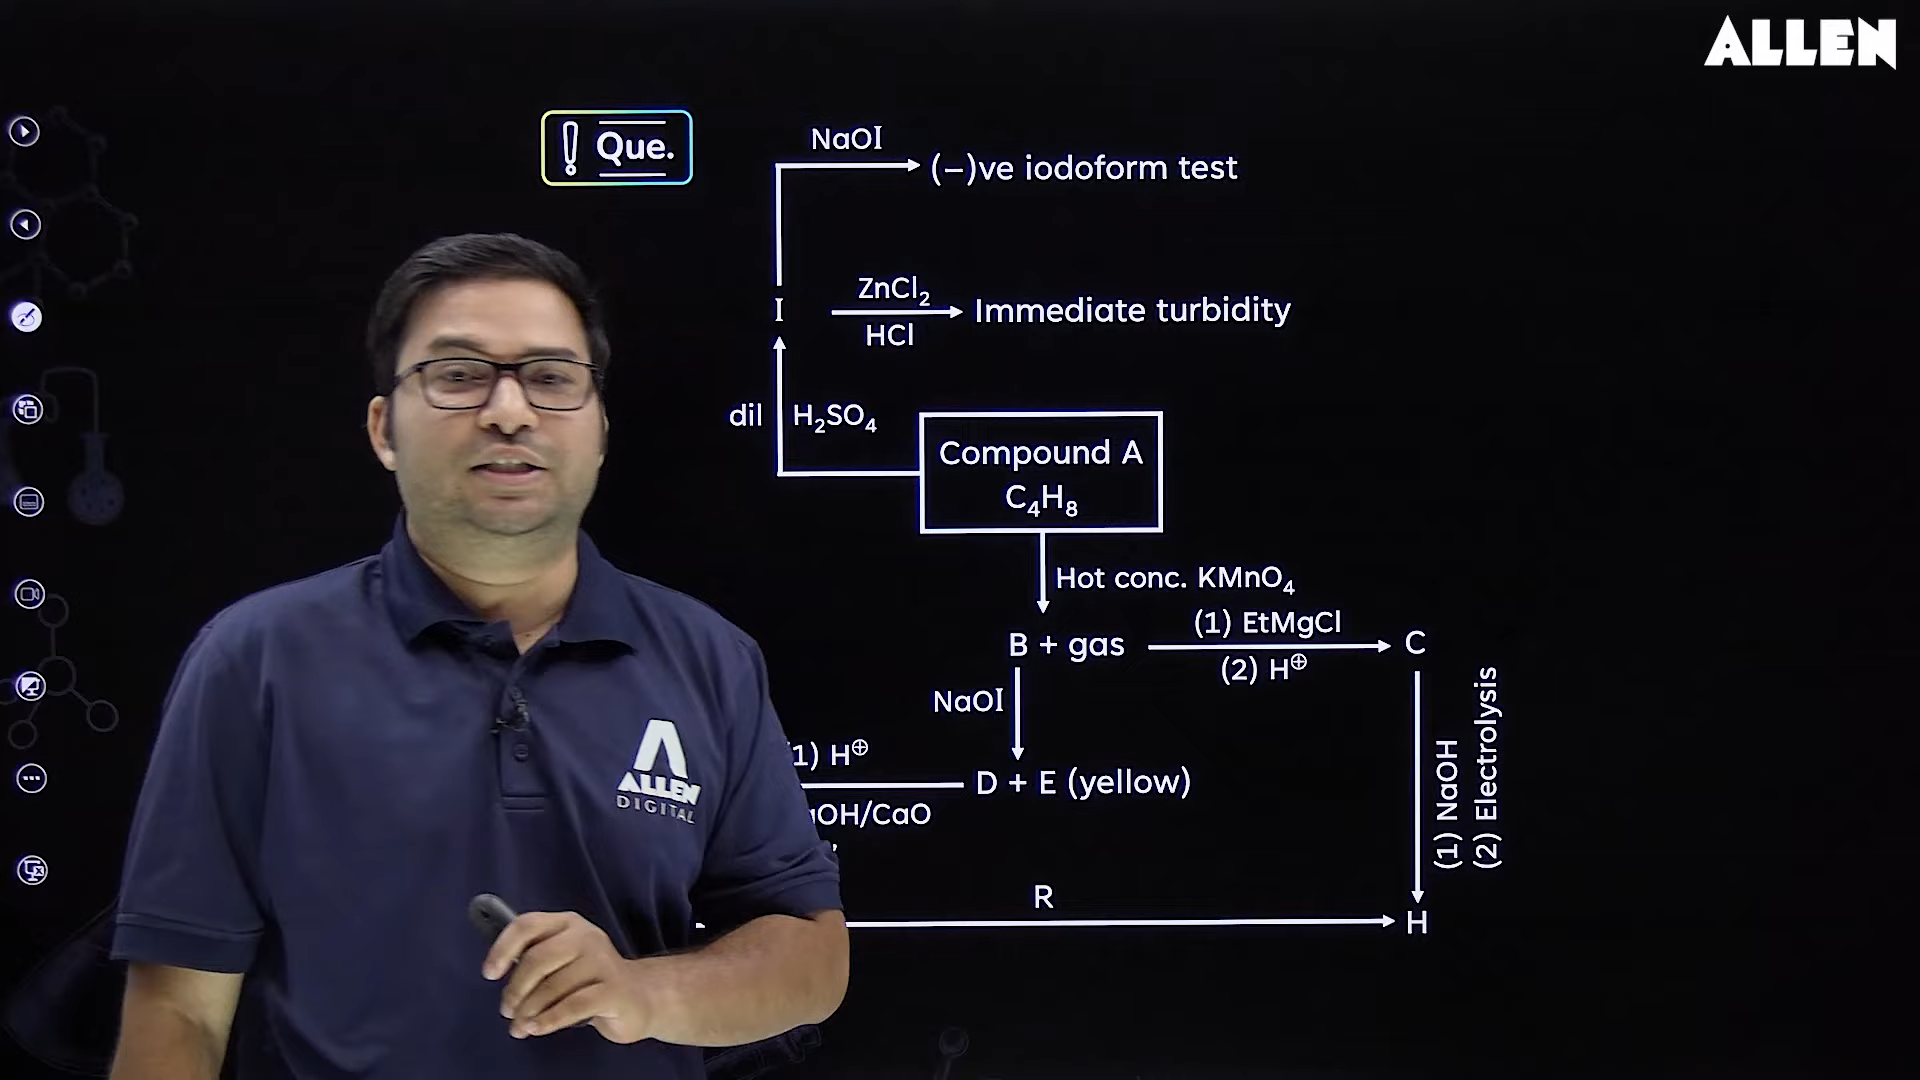 ALLEN
Que.
NaOI
(–)ve iodoform test
ZnCl₂
I
Immediate turbidity
HCl
dil H₂SO₄
Compound A
C₄H₈
Hot conc. KMnO₄
(1) EtMgCl
B + gas
C
(2) H⊕
NaOI
(1) NaOH
(2) Electrolysis
1) H⊕
D + E (yellow)
OH/CaO
R
H
ALLEN
DIGITAL